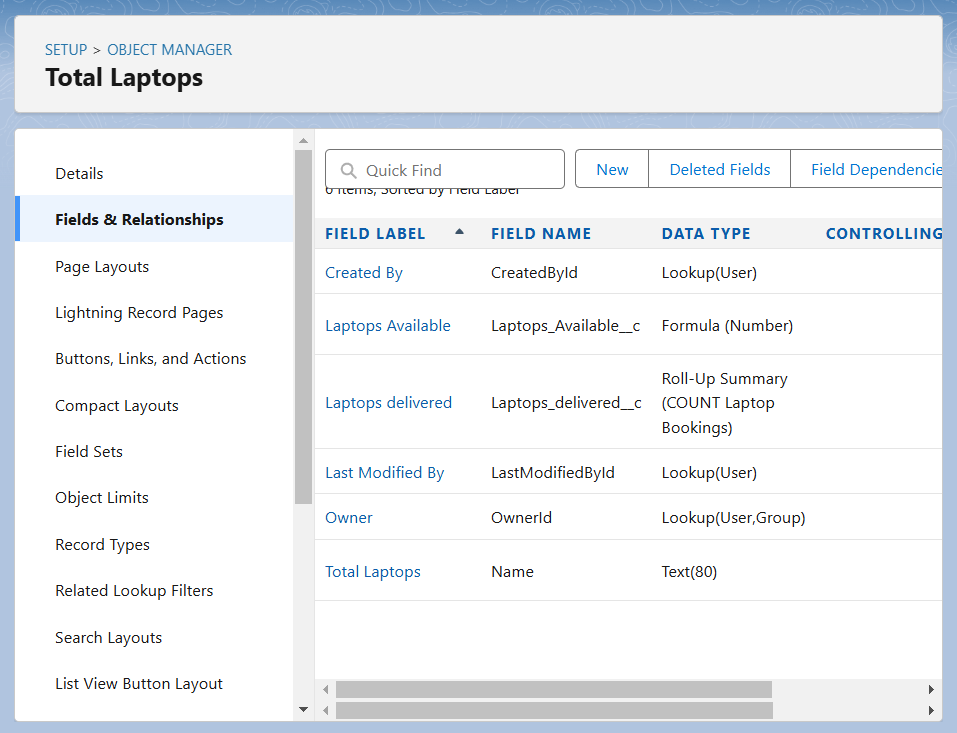 SETUP > OBJECT MANAGER
Total Laptops
Details
Fields & Relationships
Page Layouts
Lightning Record Pages
Buttons, Links, and Actions
Compact Layouts
Field Sets
Object Limits
Record Types
Related Lookup Filters
Search Layouts
List View Button Layout
Quick Find New Deleted Fields Field Dependencie
6 Items, Sorted by Field Label
FIELD LABEL FIELD NAME DATA TYPE CONTROLLING
Created By CreatedById Lookup(User)
Laptops Available Laptops_Available__c Formula (Number)
Laptops delivered Laptops_delivered__c Roll-Up Summary
(COUNT Laptop
Bookings)
Last Modified By LastModifiedById Lookup(User)
Owner OwnerId Lookup(User,Group)
Total Laptops Name Text(80)